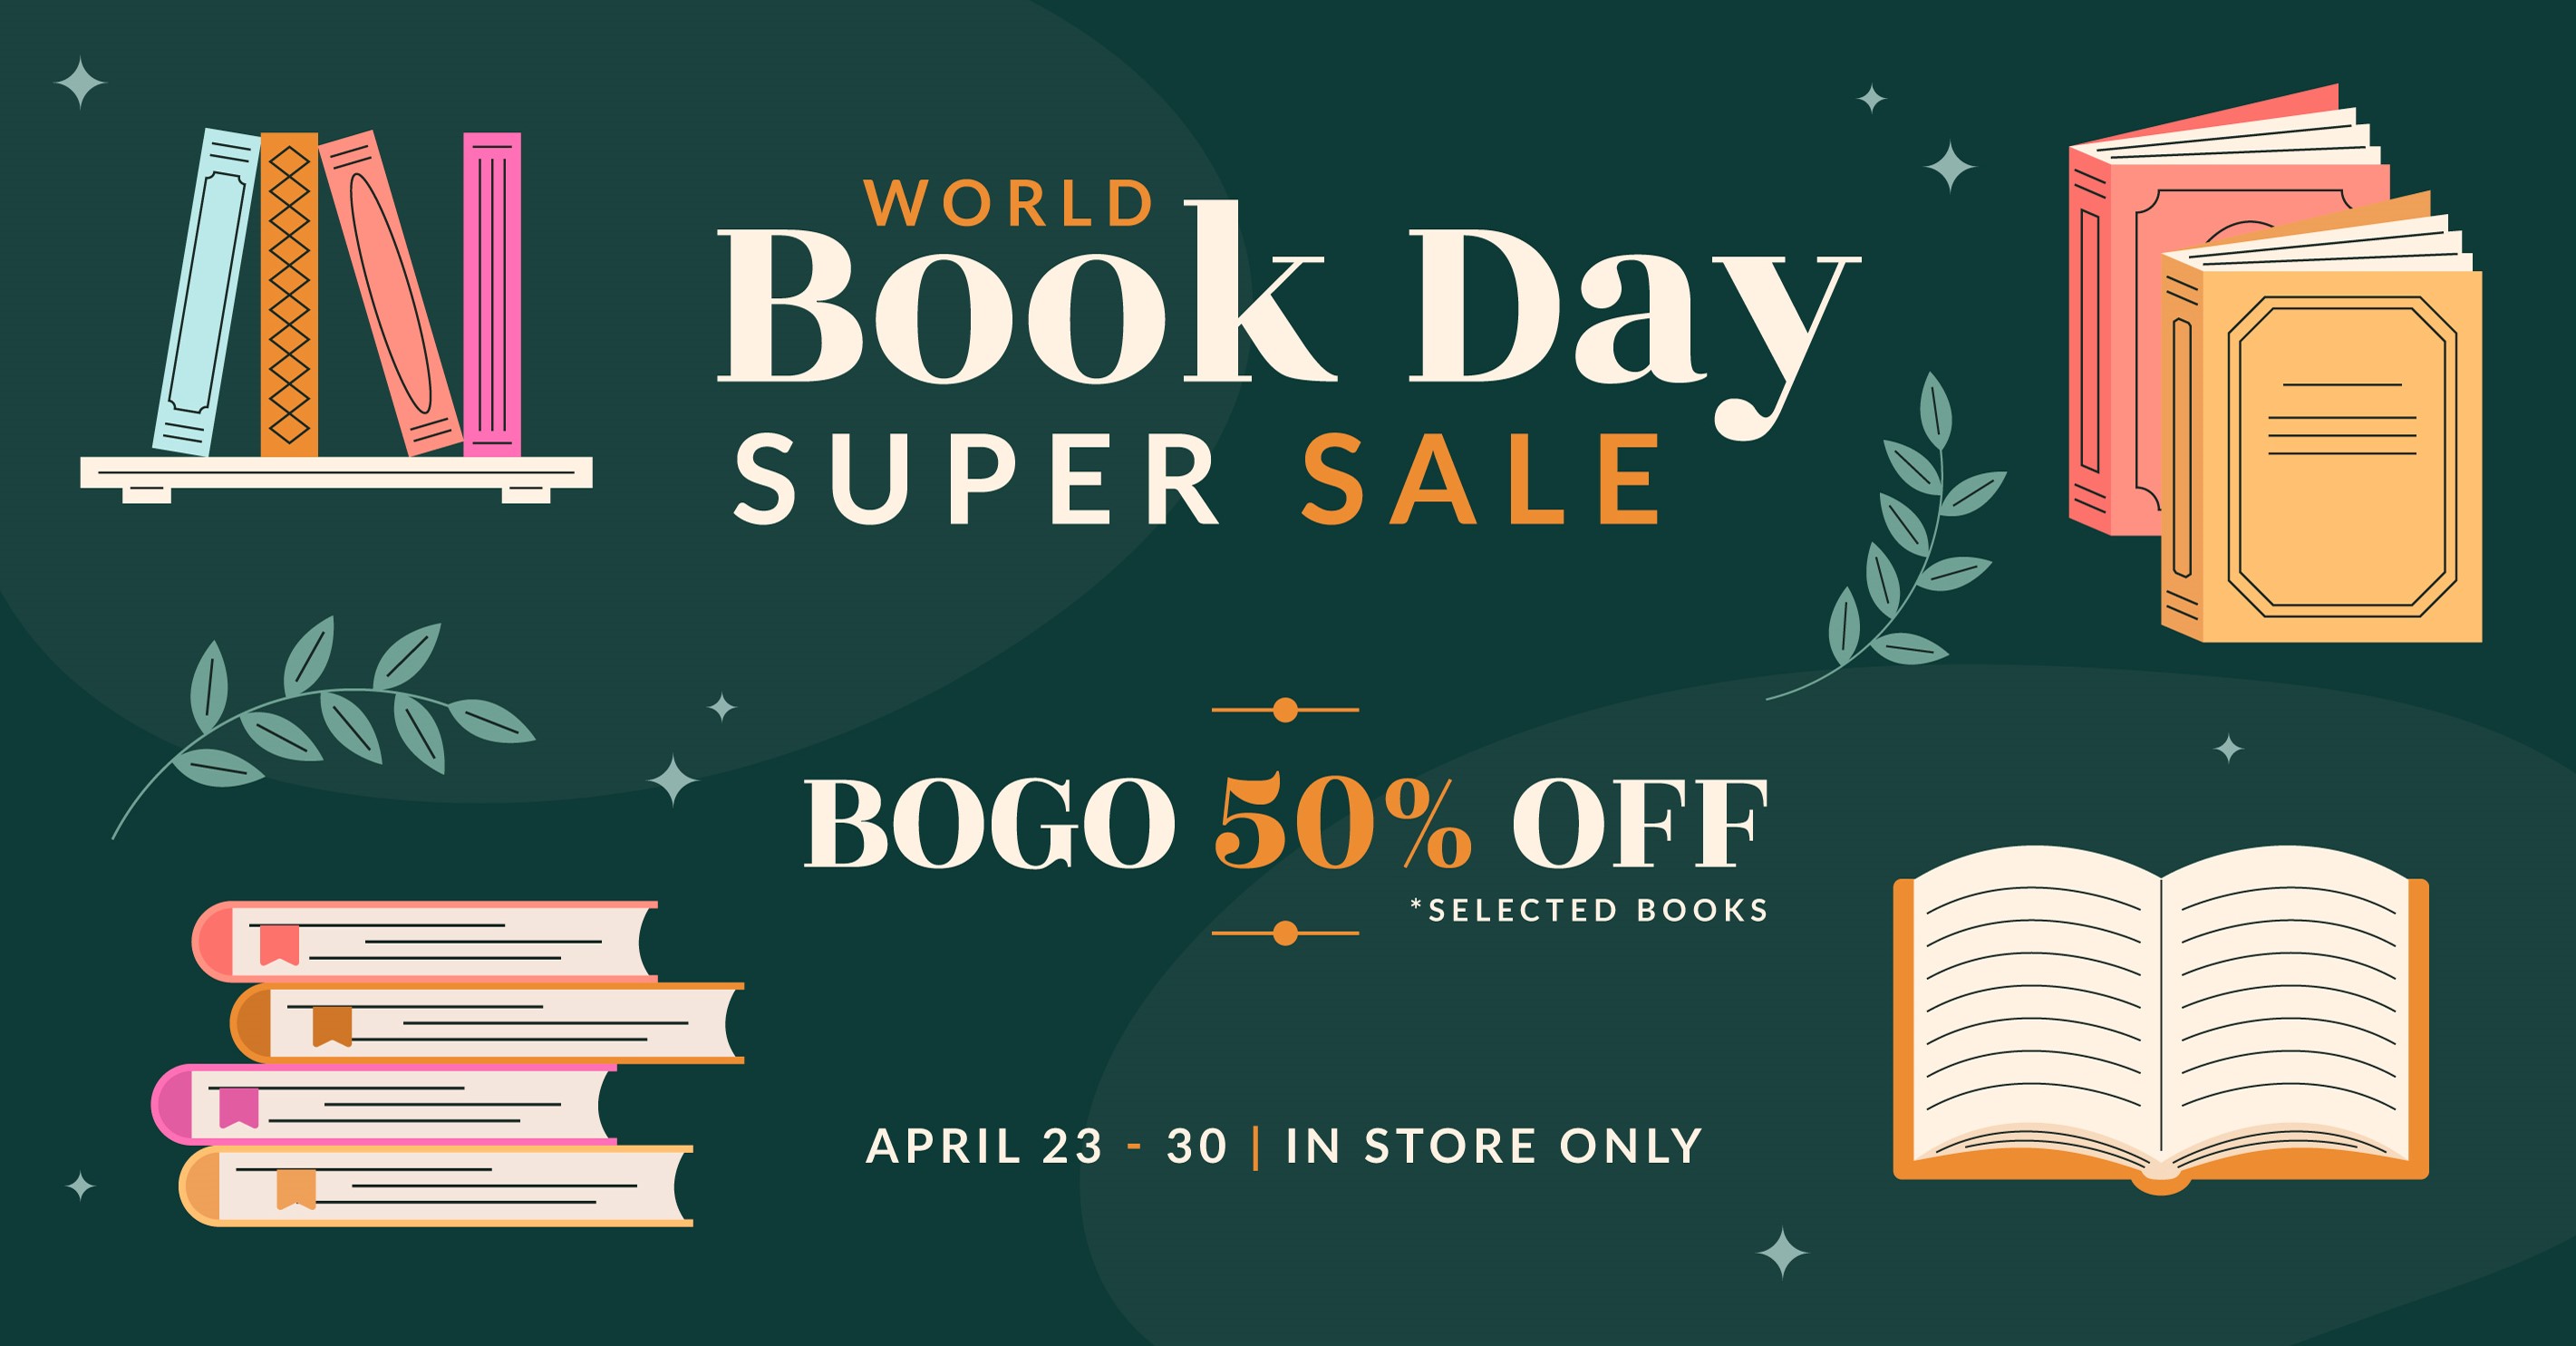 WORLD
Book Day
SUPER SALE
BOGO 50% OFF
*SELECTED BOOKS
APRIL 23 - 30 | IN STORE ONLY